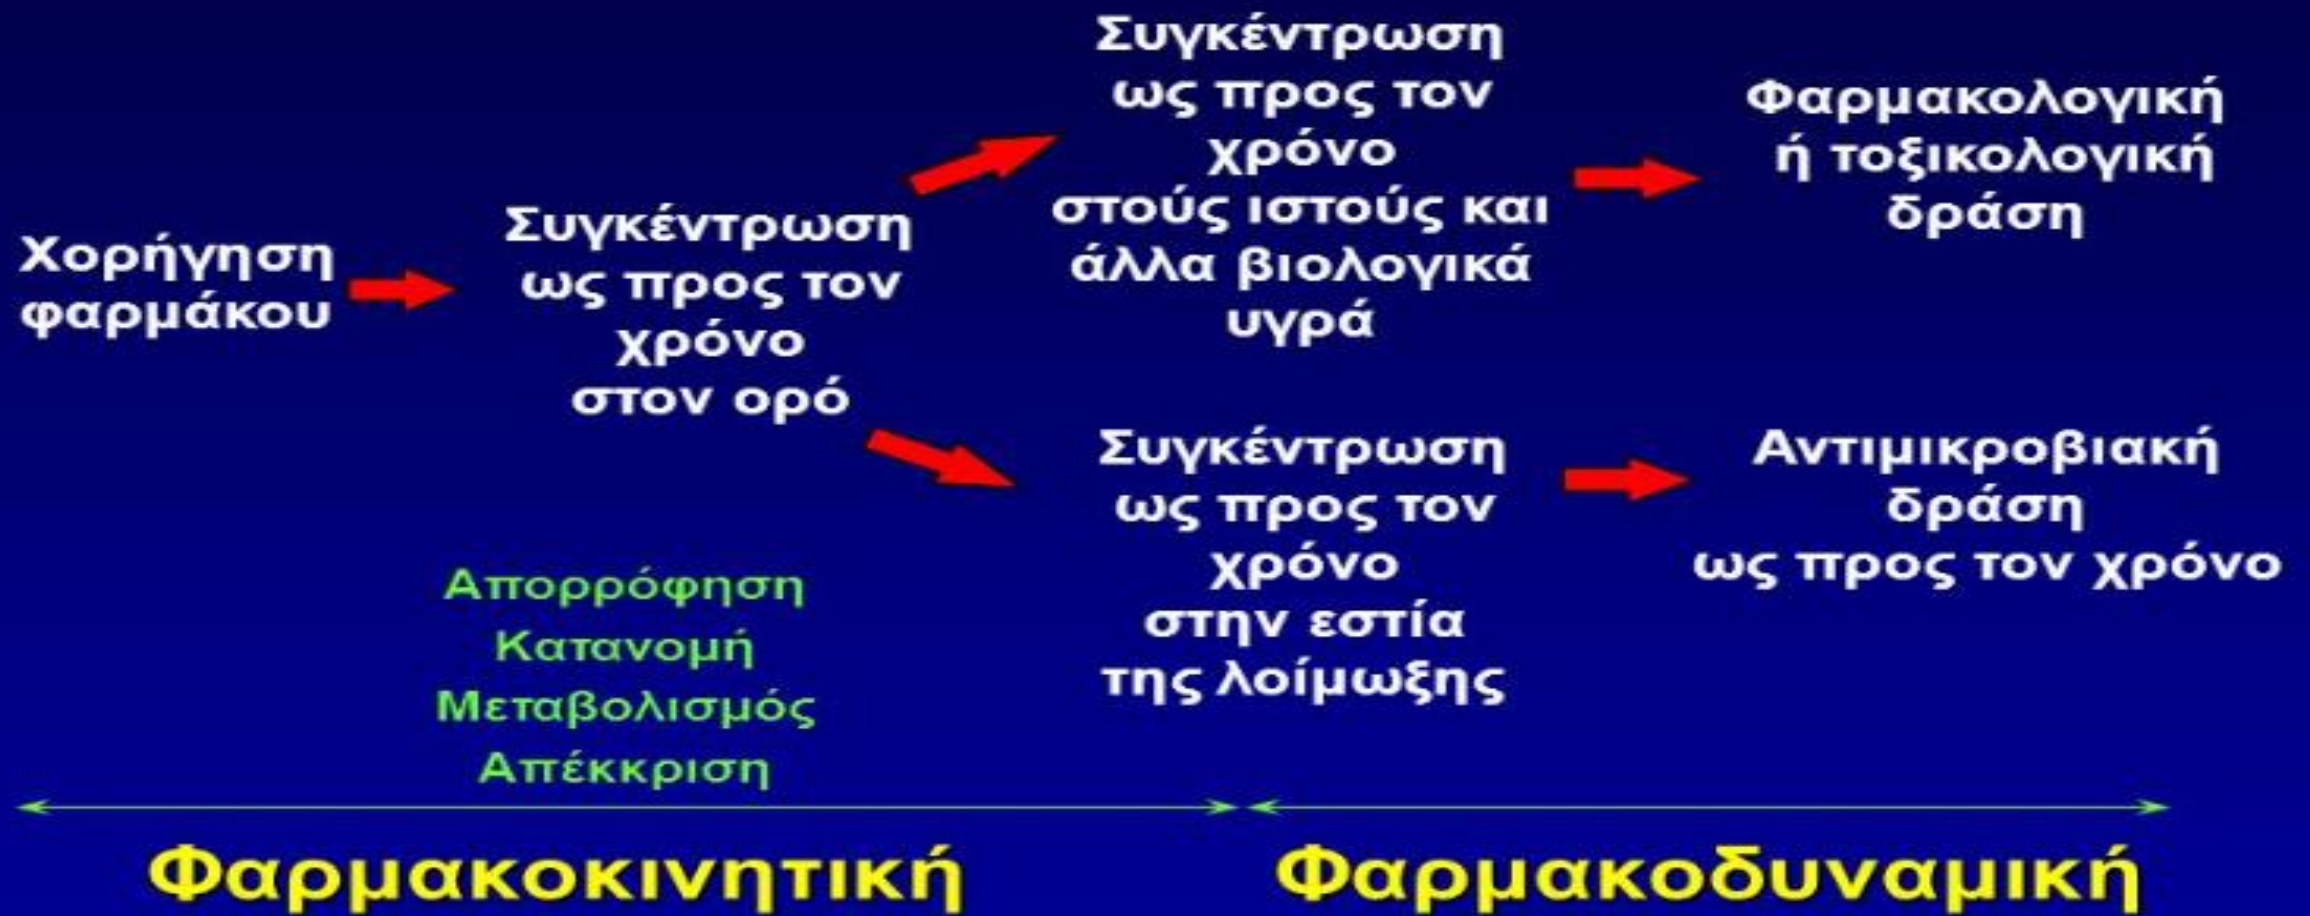 Χορήγηση
φαρμάκου
Συγκέντρωση
ως προς τον
χρόνο
στον ορό
Συγκέντρωση
ως προς τον
χρόνο
στούς ιστούς και
άλλα βιολογικά
υγρά
Φαρμακολογική
ή τοξικολογική
δράση
Συγκέντρωση
ως προς τον
χρόνο
στην εστία
της λοίμωξης
Αντιμικροβιακή
δράση
ως προς τον χρόνο
Απορρόφηση
Κατανομή
Μεταβολισμός
Απέκκριση
Φαρμακοκινητική
Φαρμακοδυναμική